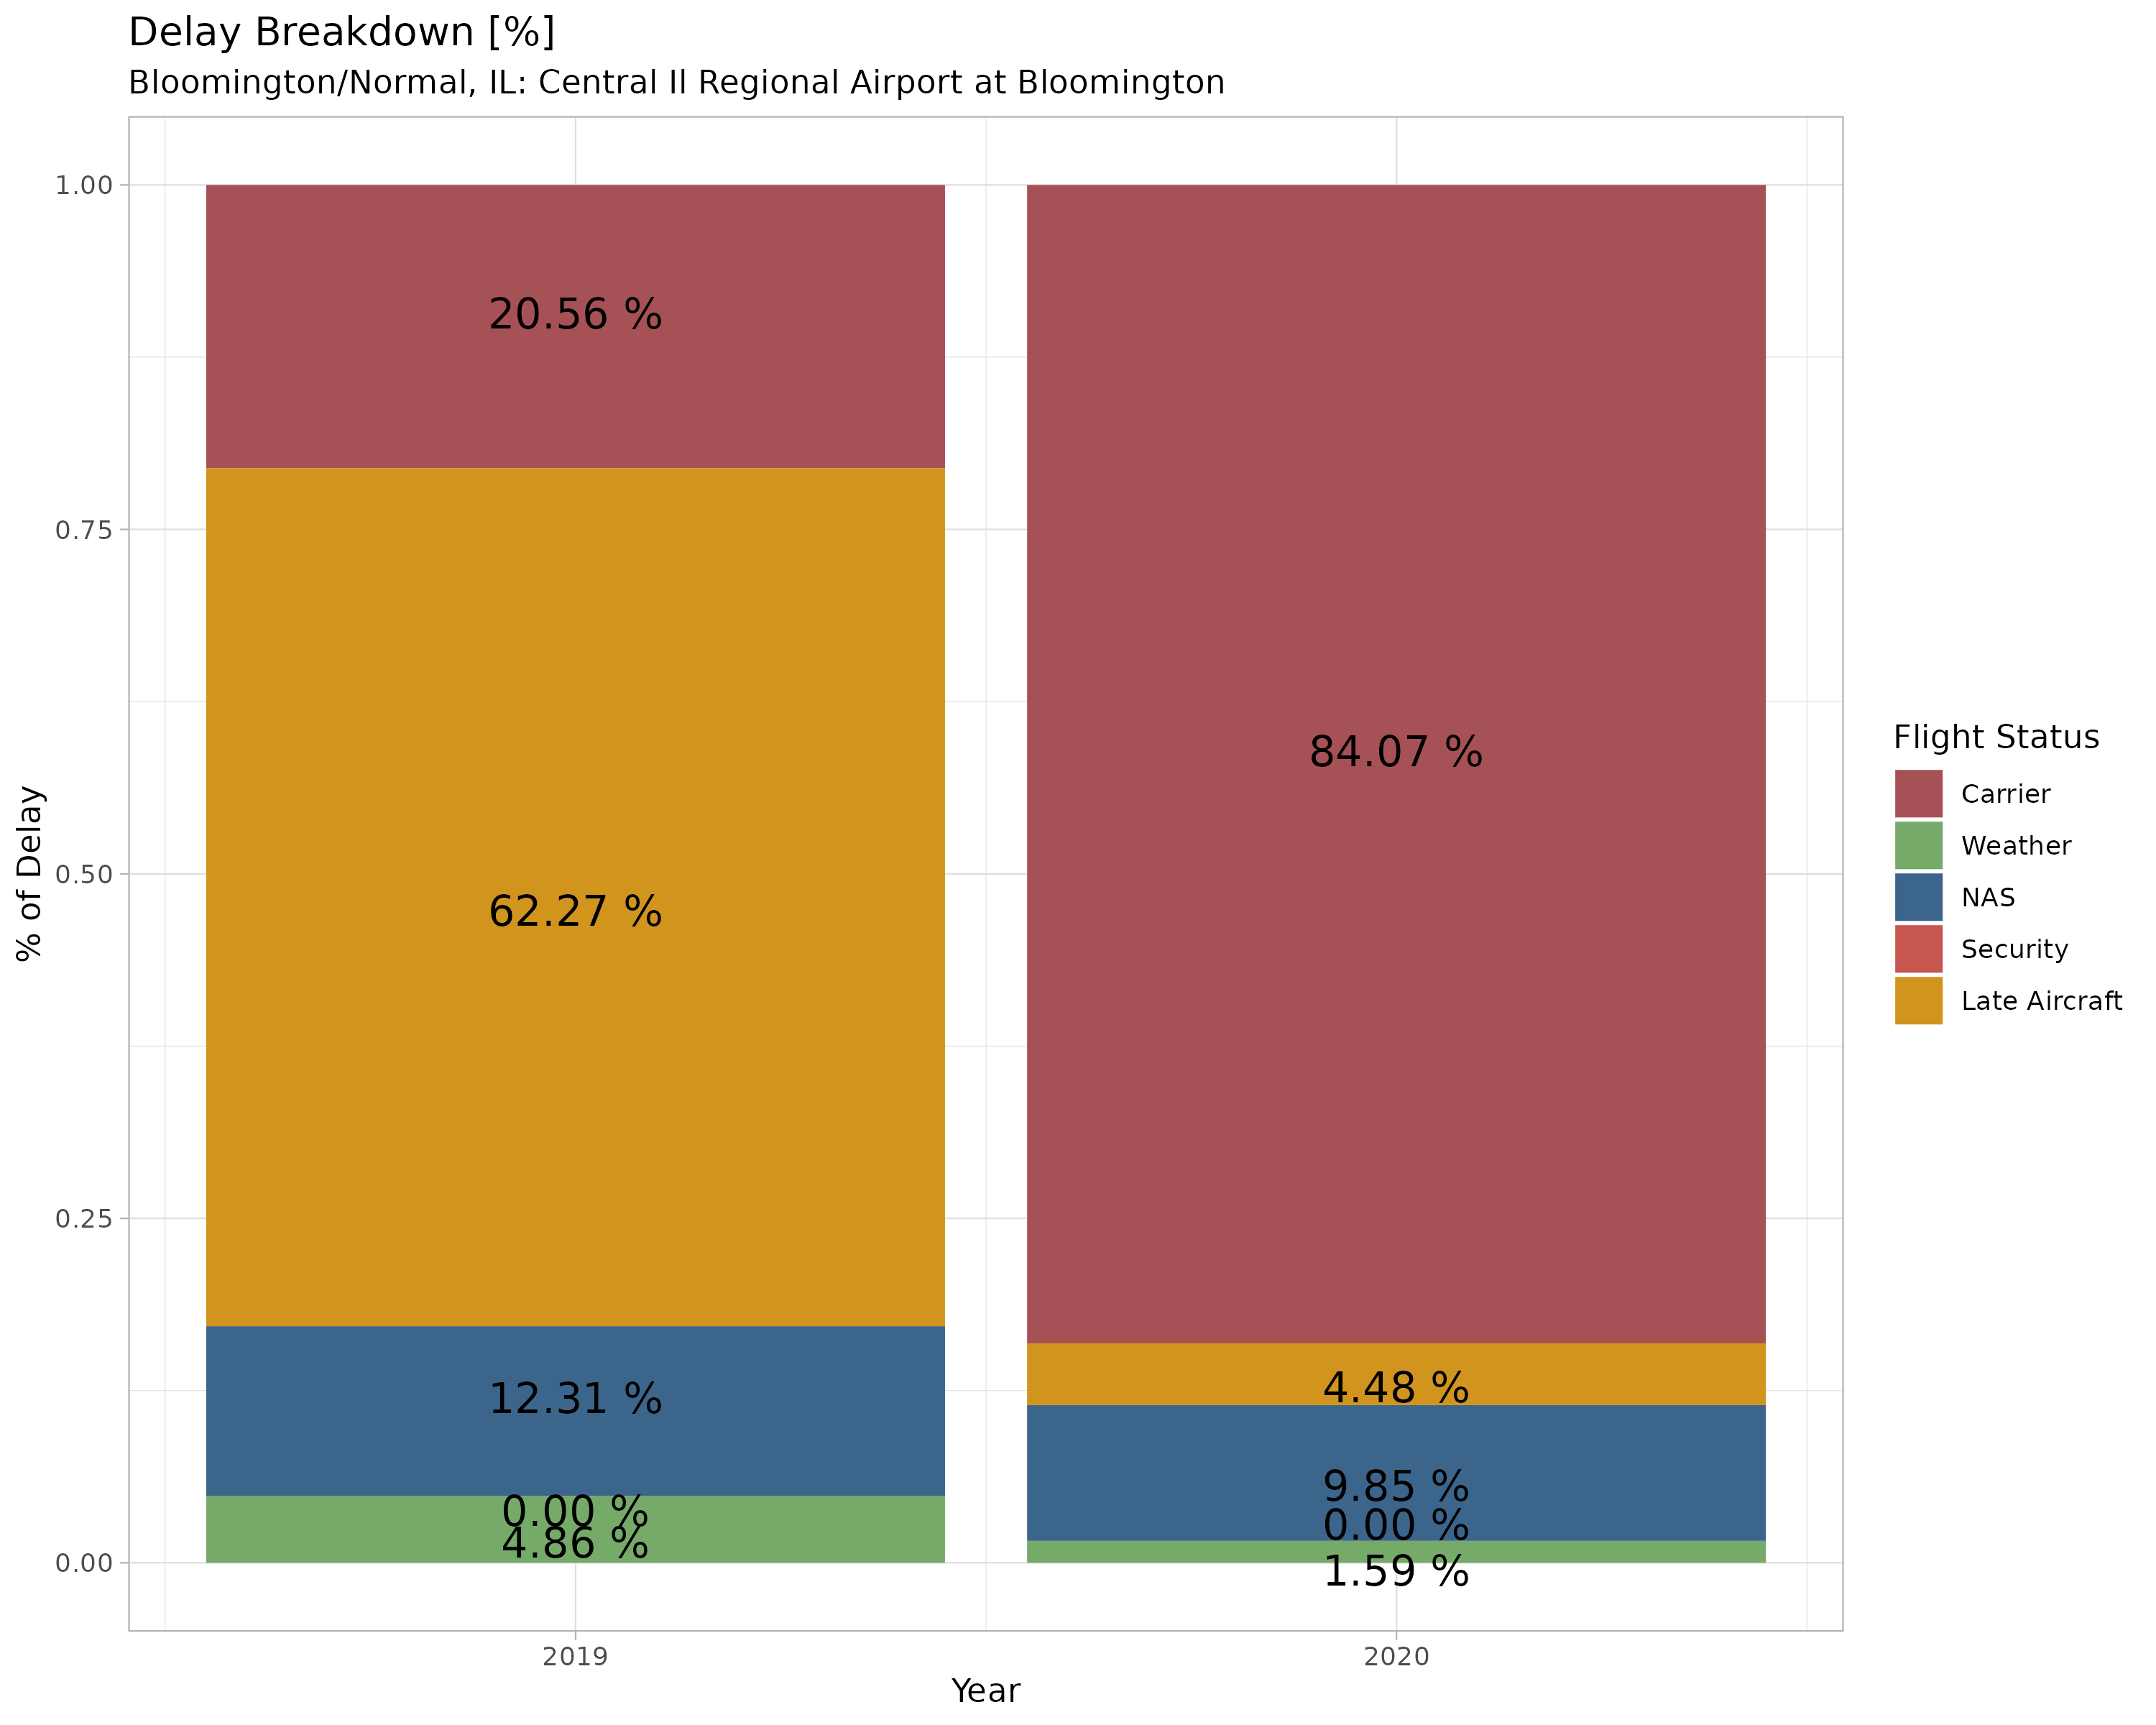 Delay Breakdown [%]
Bloomington/Normal, IL: Central Il Regional Airport at Bloomington
% of Delay
1.00
0.75
0.50
0.25
0.00
20.56 %
62.27 %
12.31 %
0.00 %
4.86 %
84.07 %
4.48 %
9.85 %
0.00 %
1.59 %
2019
2020
Year
Flight Status
Carrier
Weather
NAS
Security
Late Aircraft